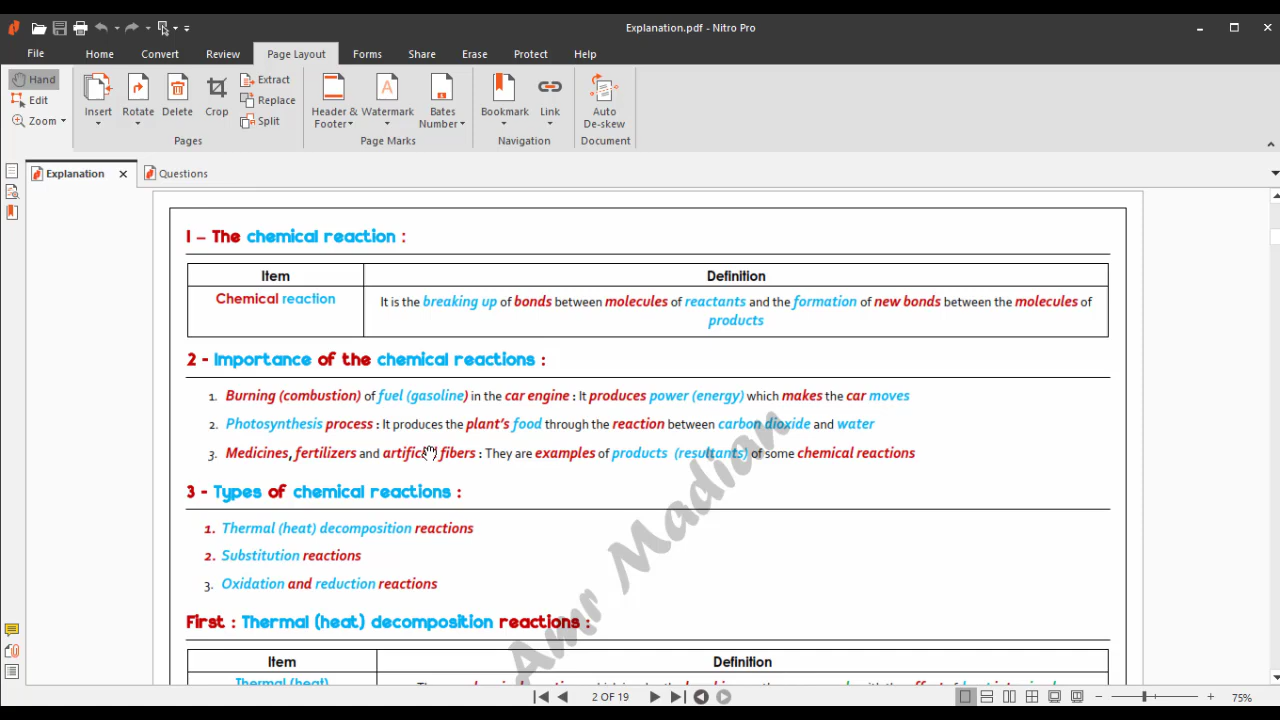 Explanation.pdf - Nitro Pro
File Home Convert Review Page Layout Forms Share Erase Protect Help
Hand
Edit
Zoom
Insert Rotate Delete Crop
Extract
Replace
Split
Pages
Header & Footer Watermark Bates Number
Page Marks
Bookmark Link
Navigation
Auto De-skew
Document
Explanation Questions
1 – The chemical reaction :
Item Definition
Chemical reaction It is the breaking up of bonds between molecules of reactants and the formation of new bonds between the molecules of
products
2 - Importance of the chemical reactions :
1. Burning (combustion) of fuel (gasoline) in the car engine : It produces power (energy) which makes the car moves
2. Photosynthesis process : It produces the plant's food through the reaction between carbon dioxide and water
3. Medicines, fertilizers and artificial fibers : They are examples of products (resultants) of some chemical reactions
3 - Types of chemical reactions :
1. Thermal (heat) decomposition reactions
2. Substitution reactions
3. Oxidation and reduction reactions
First : Thermal (heat) decomposition reactions :
Item Definition
Thermal (heat)
Amr Madian
2 OF 19
75%